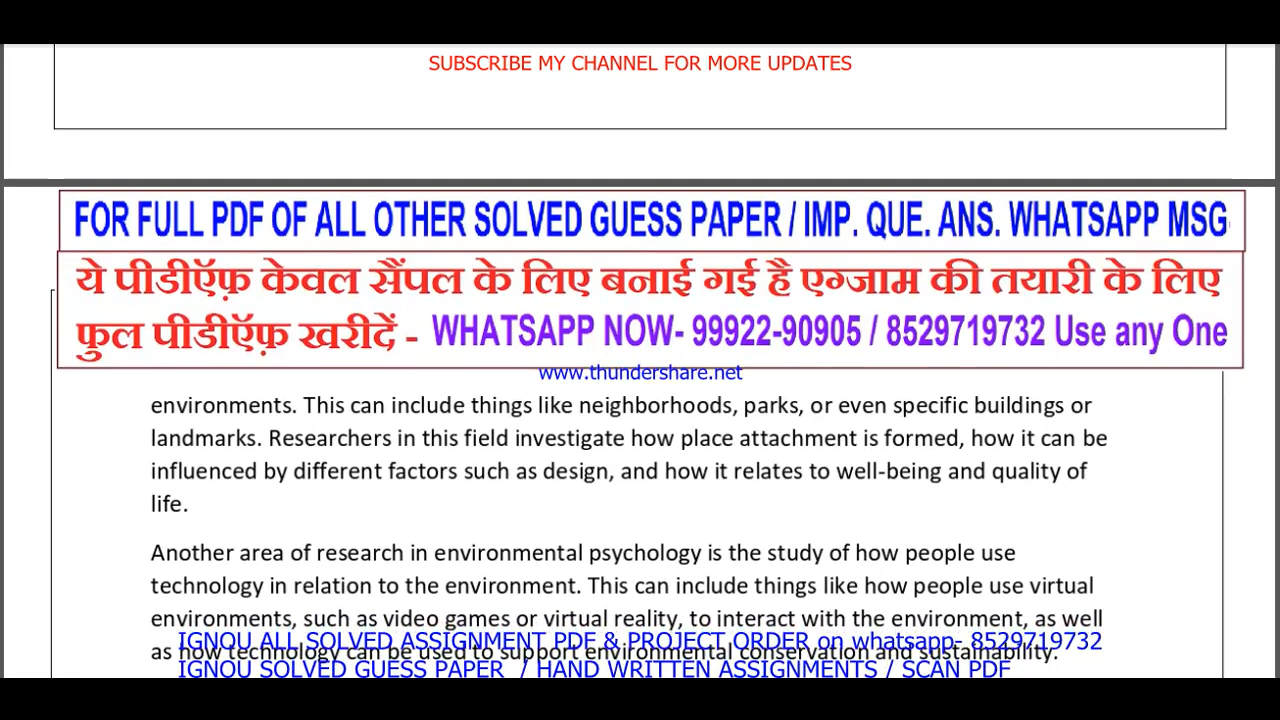 SUBSCRIBE MY CHANNEL FOR MORE UPDATES
FOR FULL PDF OF ALL OTHER SOLVED GUESS PAPER / IMP. QUE. ANS. WHATSAPP MSG
ये पीडीऍफ़ केवल सैंपल के लिए बनाई गई है एग्जाम की तयारी के लिए
फुल पीडीऍफ़ खरीदें - WHATSAPP NOW- 99922-90905 / 8529719732 Use any One
www.thundershare.net
environments. This can include things like neighborhoods, parks, or even specific buildings or
landmarks. Researchers in this field investigate how place attachment is formed, how it can be
influenced by different factors such as design, and how it relates to well-being and quality of
life.
Another area of research in environmental psychology is the study of how people use
technology in relation to the environment. This can include things like how people use virtual
environments, such as video games or virtual reality, to interact with the environment, as well
IGNOU ALL SOLVED ASSIGNMENT PDF & PROJECT ORDER on whatsapp- 8529719732
as how technology can be used to support environmental conservation and sustainability.
IGNOU SOLVED GUESS PAPER / HAND WRITTEN ASSIGNMENTS / SCAN PDF